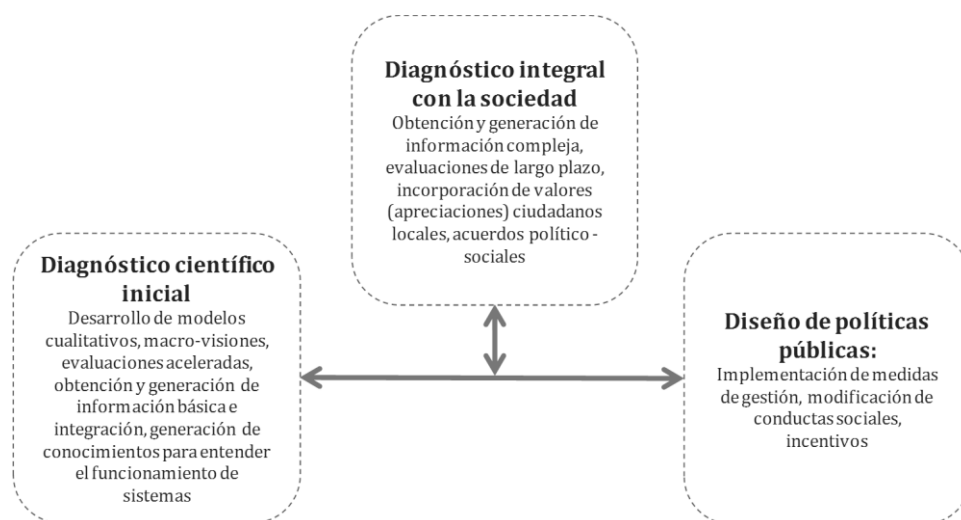 Diagnóstico integral
con la sociedad
Obtención y generación de
información compleja,
evaluaciones de largo plazo,
incorporación de valores
(apreciaciones) ciudadanos
locales, acuerdos político -
sociales
Diagnóstico científico
inicial
Desarrollo de modelos
cualitativos, macro-visiones,
evaluaciones aceleradas,
obtención y generación de
información básica e
integración, generación de
conocimientos para entender
el funcionamiento de
sistemas
Diseño de políticas
públicas:
Implementación de medidas
de gestión, modificación de
conductas sociales,
incentivos